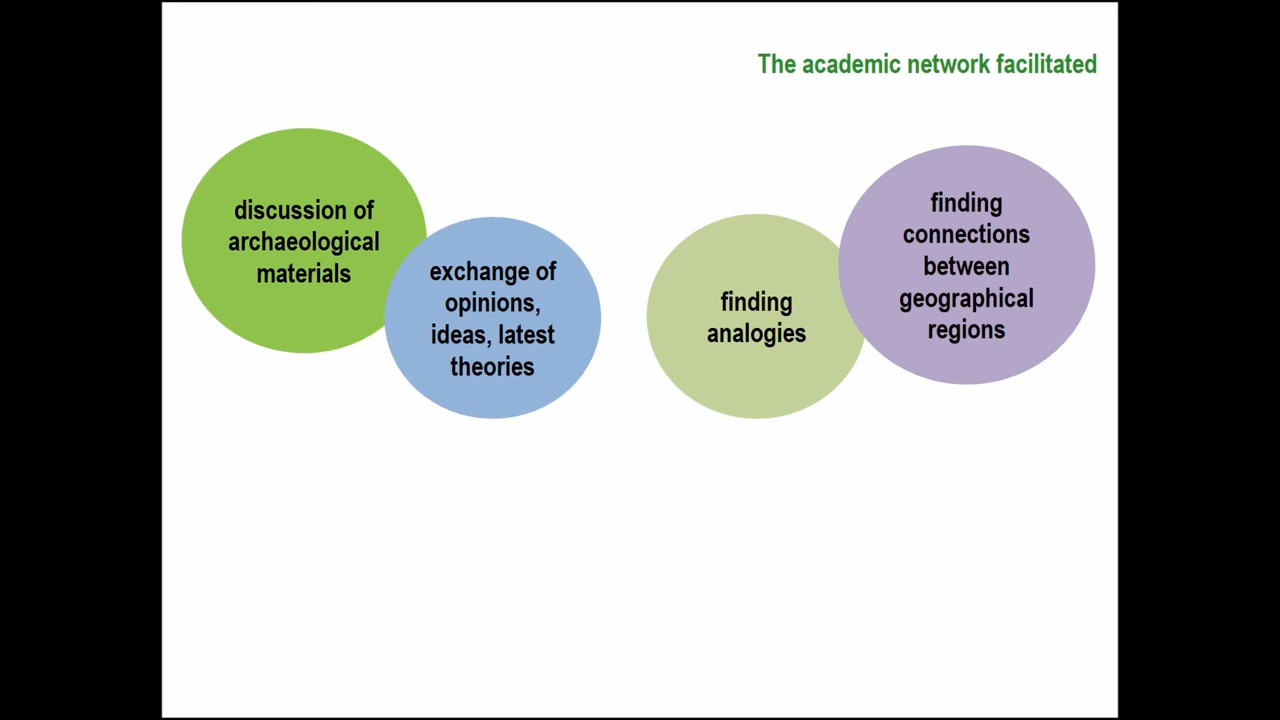 The academic network facilitated
discussion of
archaeological
materials
exchange of
opinions,
ideas, latest
theories
finding
analogies
finding
connections
between
geographical
regions